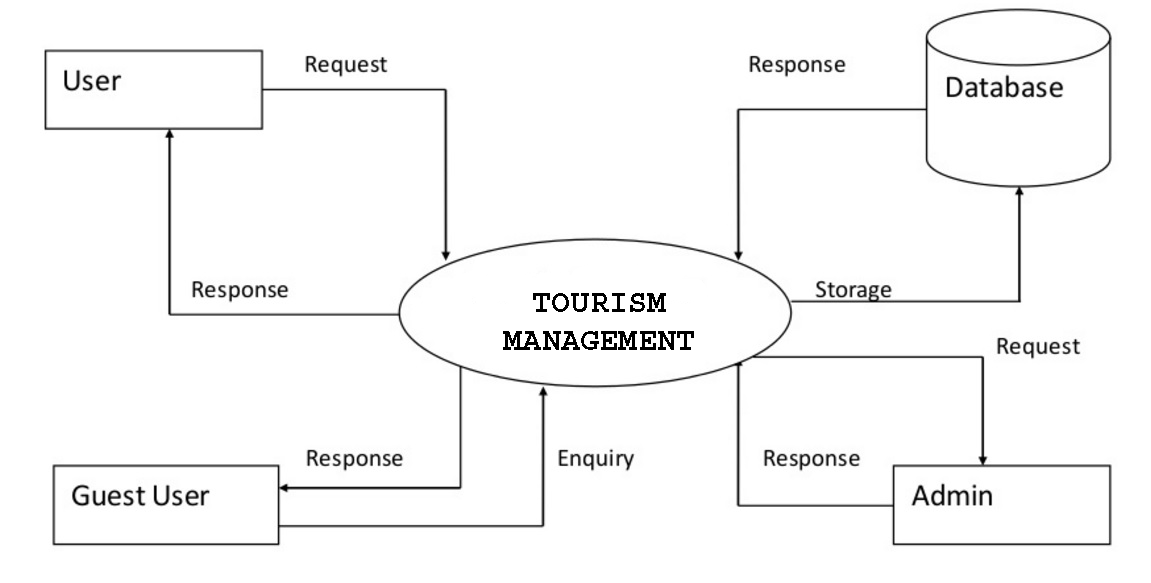 User
Request
Response
Database
Response
TOURISM
MANAGEMENT
Storage
Request
Response
Enquiry
Response
Guest User
Admin